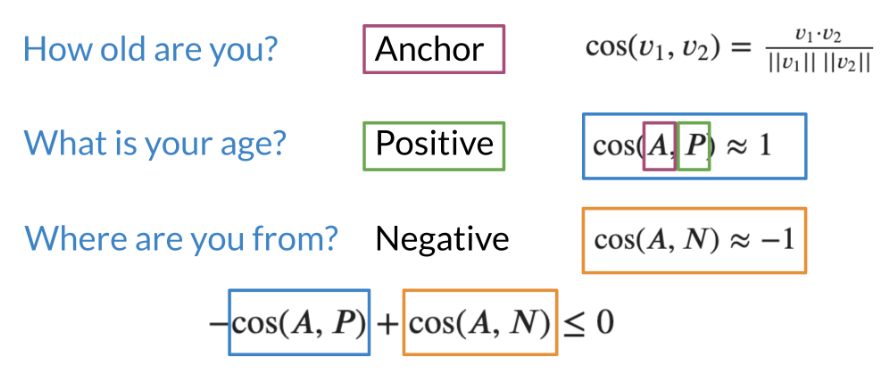 How old are you? Anchor cos(v₁, v₂) = v₁·v₂ / ||v₁|| ||v₂||
What is your age? Positive cos(A, P) ≈ 1
Where are you from? Negative cos(A, N) ≈ −1
−cos(A, P) + cos(A, N) ≤ 0